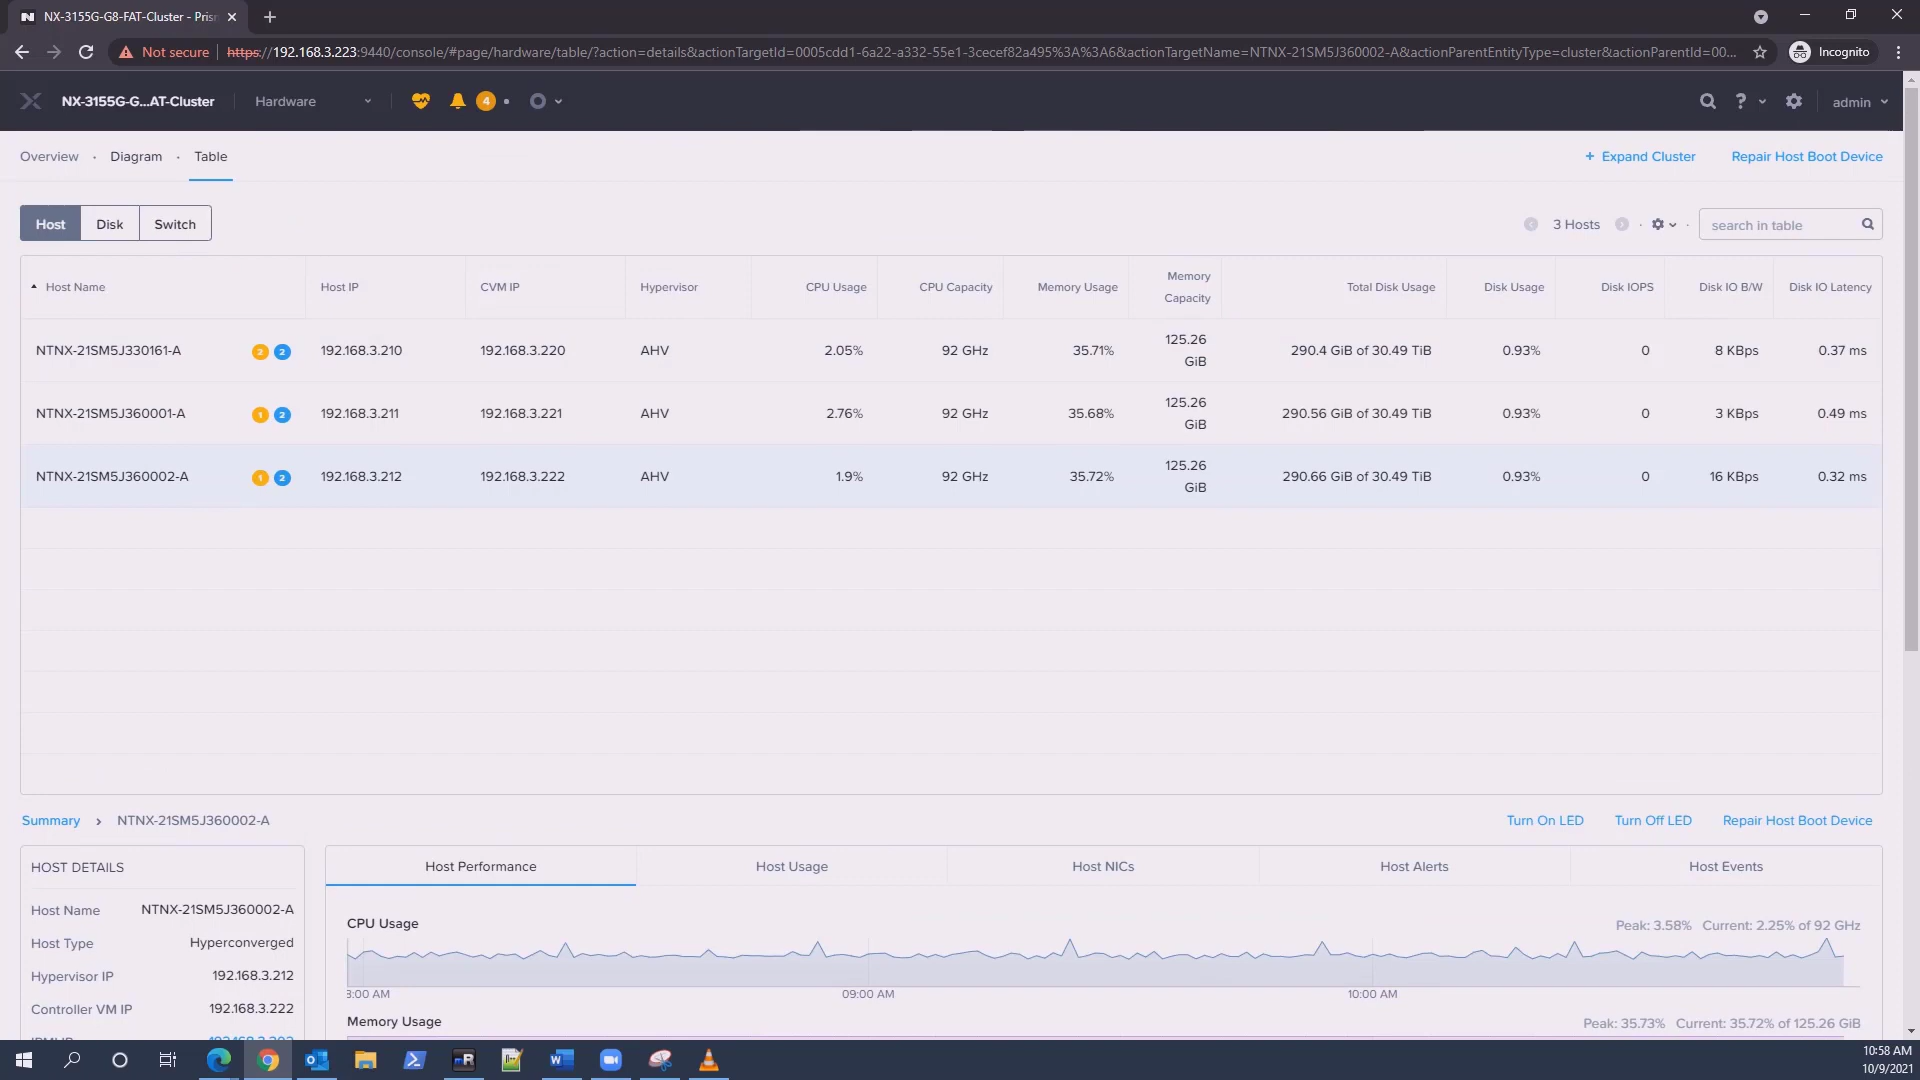 NX-3155G-G8-FAT-Cluster - Pris
Not secure
https://192.168.3.223:9440/console/#page/hardware/table/?action=details&actionTargetId=0005cdd1-6a22-a332-55e1-3cecef82a495%3A%3A6&actionTargetName=NTNX-21SM5J360002-A&actionParentEntityType=cluster&actionParentId=00...
Incognito
NX-3155G-G...AT-Cluster
Hardware
4
?
admin
Overview · Diagram · Table
+ Expand Cluster
Repair Host Boot Device
Host
Disk
Switch
3 Hosts
search in table
Host Name Host IP CVM IP Hypervisor CPU Usage CPU Capacity Memory Usage Memory Capacity Total Disk Usage Disk Usage Disk IOPS Disk IO B/W Disk IO Latency
NTNX-21SM5J330161-A 2 2 192.168.3.210 192.168.3.220 AHV 2.05% 92 GHz 35.71% 125.26 GiB 290.4 GiB of 30.49 TiB 0.93% 0 8 KBps 0.37 ms
NTNX-21SM5J360001-A 1 2 192.168.3.211 192.168.3.221 AHV 2.76% 92 GHz 35.68% 125.26 GiB 290.56 GiB of 30.49 TiB 0.93% 0 3 KBps 0.49 ms
NTNX-21SM5J360002-A 1 2 192.168.3.212 192.168.3.222 AHV 1.9% 92 GHz 35.72% 125.26 GiB 290.66 GiB of 30.49 TiB 0.93% 0 16 KBps 0.32 ms
Summary > NTNX-21SM5J360002-A
Turn On LED
Turn Off LED
Repair Host Boot Device
HOST DETAILS
Host Name NTNX-21SM5J360002-A
Host Type Hyperconverged
Hypervisor IP 192.168.3.212
Controller VM IP 192.168.3.222
Host Performance
Host Usage
Host NICs
Host Alerts
Host Events
CPU Usage
Peak: 3.58% Current: 2.25% of 92 GHz
8:00 AM
09:00 AM
10:00 AM
Memory Usage
Peak: 35.73% Current: 35.72% of 125.26 GiB
10:58 AM
10/9/2021